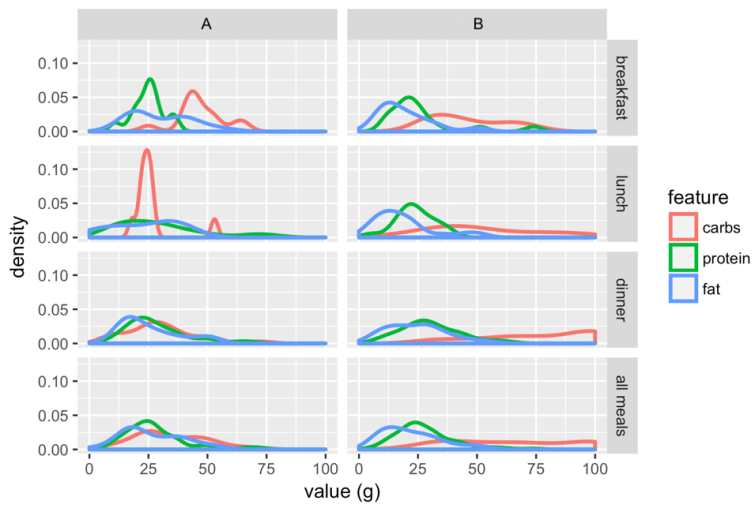 A B
0.10
0.05
0.00
breakfast
0.10
0.05
0.00
lunch
0.10
0.05
0.00
dinner
0.10
0.05
0.00
all meals
0 25 50 75 100 0 25 50 75 100
value (g)
density
feature
carbs
protein
fat